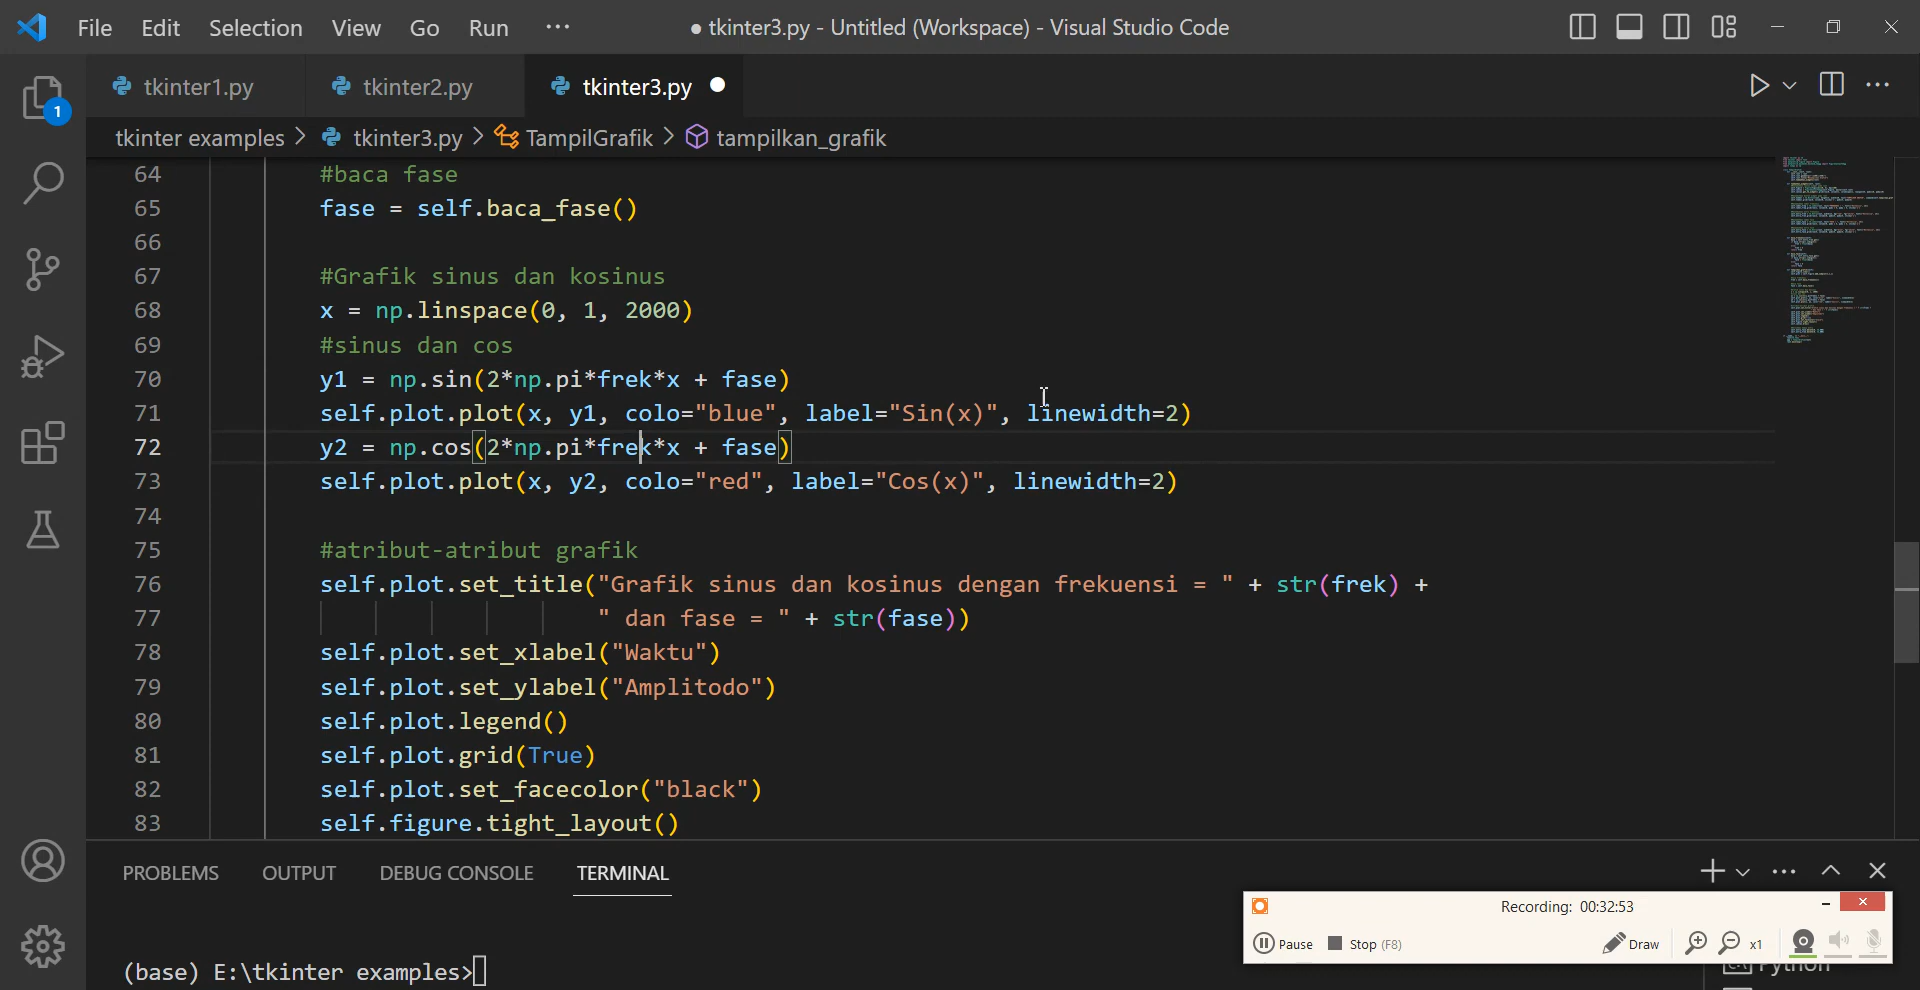 File Edit Selection View Go Run ···
● tkinter3.py - Untitled (Workspace) - Visual Studio Code
tkinter1.py tkinter2.py tkinter3.py
1
tkinter examples > tkinter3.py > TampilGrafik > tampilkan_grafik
64 #baca fase
65 fase = self.baca_fase()
66
67 #Grafik sinus dan kosinus
68 x = np.linspace(0, 1, 2000)
69 #sinus dan cos
70 y1 = np.sin(2*np.pi*frek*x + fase)
71 self.plot.plot(x, y1, colo="blue", label="Sin(x)", linewidth=2)
72 y2 = np.cos(2*np.pi*frek*x + fase)
73 self.plot.plot(x, y2, colo="red", label="Cos(x)", linewidth=2)
74
75 #atribut-atribut grafik
76 self.plot.set_title("Grafik sinus dan kosinus dengan frekuensi = " + str(frek) +
77 " dan fase = " + str(fase))
78 self.plot.set_xlabel("Waktu")
79 self.plot.set_ylabel("Amplitodo")
80 self.plot.legend()
81 self.plot.grid(True)
82 self.plot.set_facecolor("black")
83 self.figure.tight_layout()
PROBLEMS OUTPUT DEBUG CONSOLE TERMINAL
Recording: 00:32:53
Pause Stop (F8) Draw x1
(base) E:\tkinter examples>
Python